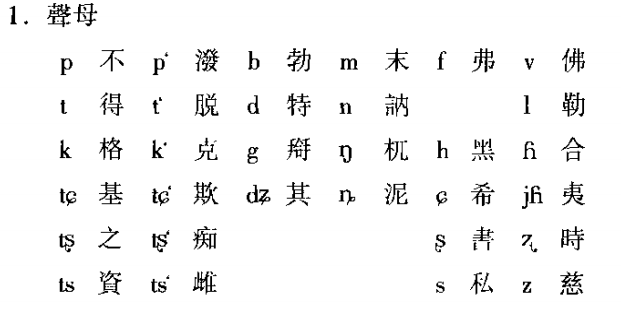 1. 聲母
p 不 pʻ 潑 b 勃 m 末 f 弗 v 佛
t 得 tʻ 脱 d 特 n 訥 l 勒
k 格 kʻ 克 g 搿 ŋ 杌 h 黑 ɦ 合
tɕ 基 tɕʻ 欺 dʑ 其 ȵ 泥 ɕ 希 jɦ 夷
tʂ 之 tʂʻ 痴 ʂ 書 ʐ 時
ts 資 tsʻ 雌 s 私 z 慈